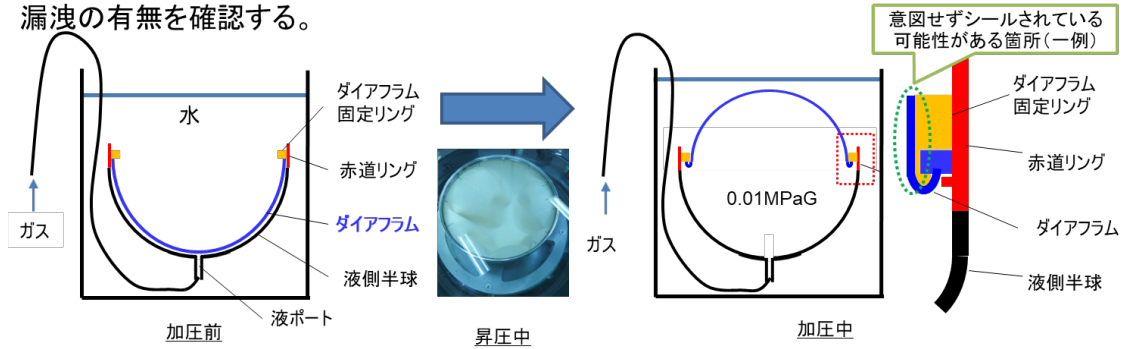 漏洩の有無を確認する。
水
ダイアフラム
固定リング
赤道リング
ダイアフラム
液側半球
液ポート
ガス
加圧前
昇圧中
ガス
0.01MPaG
加圧中
意図せずシールされている
可能性がある箇所(一例)
ダイアフラム
固定リング
赤道リング
ダイアフラム
液側半球